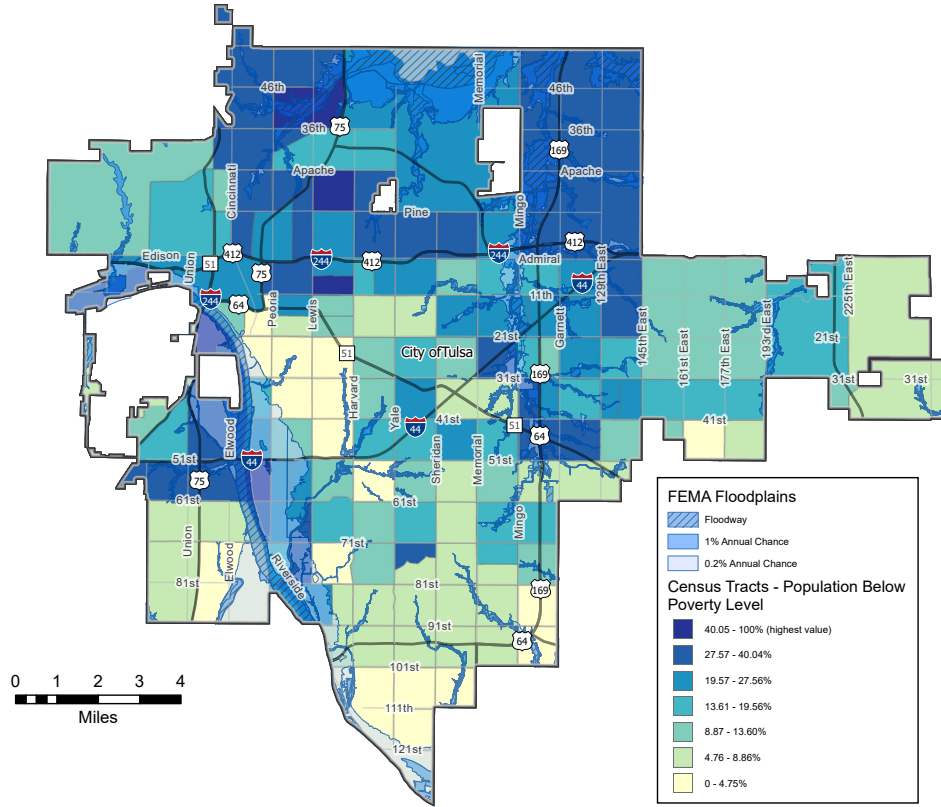 46th
Memorial
46th
36th
75
36th
169
Apache
Apache
Cincinnati
Pine
Mingo
Edison
Union
51
412
75
244
412
244
412
Admiral
44
129th East
11th
244
64
Peoria
Lewis
Garnett
145th East
161st East
177th East
193rd East
225th East
21st
21st
51
City of Tulsa
31st
169
31st
31st
Harvard
Yale
44
41st
51
64
41st
Elwood
Sheridan
Memorial
51st
44
51st
75
61st
61st
Mingo
Union
Elwood
71st
Riverside
81st
81st
169
91st
64
101st
111th
121st
0 1 2 3 4
Miles
FEMA Floodplains
Floodway
1% Annual Chance
0.2% Annual Chance
Census Tracts - Population Below
Poverty Level
40.05 - 100% (highest value)
27.57 - 40.04%
19.57 - 27.56%
13.61 - 19.56%
8.87 - 13.60%
4.76 - 8.86%
0 - 4.75%